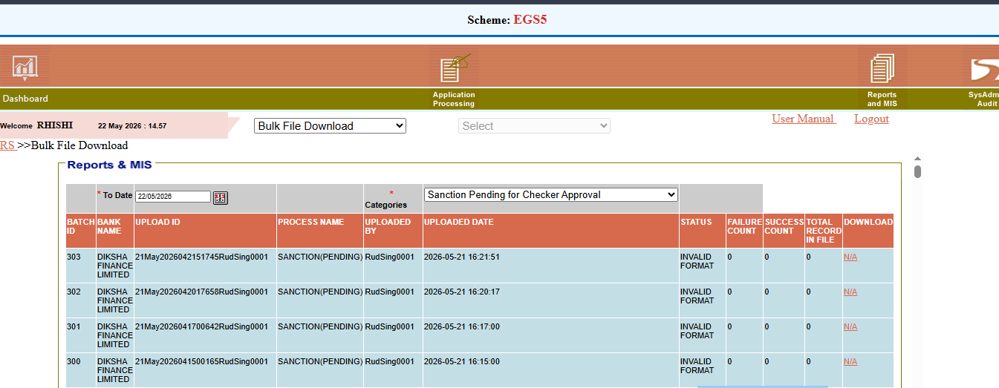 Scheme: EGS5
Dashboard
Application
Processing
Reports
and MIS
SysAdm
Audit
Welcome RHISHI 22 May 2026 : 14.57
Bulk File Download
Select
User Manual Logout
RS >>Bulk File Download
Reports & MIS
* To Date 22/05/2026 * Categories Sanction Pending for Checker Approval
BATCH ID BANK NAME UPLOAD ID PROCESS NAME UPLOADED BY UPLOADED DATE STATUS FAILURE COUNT SUCCESS COUNT TOTAL RECORD IN FILE DOWNLOAD
303 DIKSHA FINANCE LIMITED 21May2026042151745RudSing0001 SANCTION(PENDING) RudSing0001 2026-05-21 16:21:51 INVALID FORMAT 0 0 0 N/A
302 DIKSHA FINANCE LIMITED 21May2026042017658RudSing0001 SANCTION(PENDING) RudSing0001 2026-05-21 16:20:17 INVALID FORMAT 0 0 0 N/A
301 DIKSHA FINANCE LIMITED 21May2026041700642RudSing0001 SANCTION(PENDING) RudSing0001 2026-05-21 16:17:00 INVALID FORMAT 0 0 0 N/A
300 DIKSHA FINANCE LIMITED 21May2026041500165RudSing0001 SANCTION(PENDING) RudSing0001 2026-05-21 16:15:00 INVALID FORMAT 0 0 0 N/A